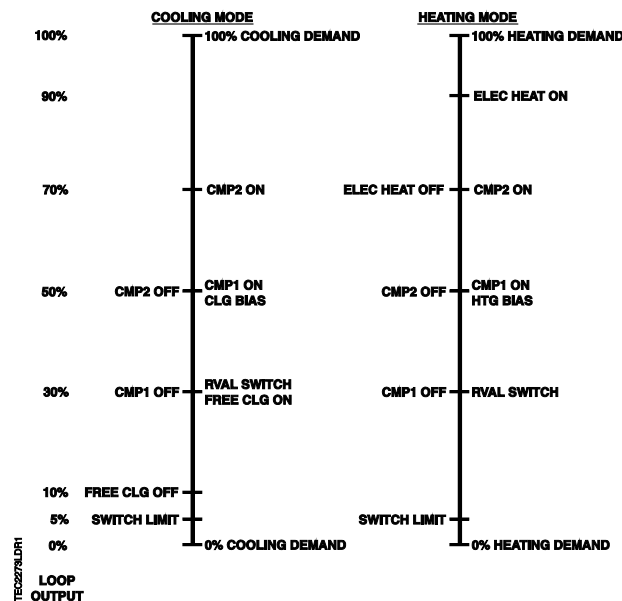 COOLING MODE
HEATING MODE
100%
100% COOLING DEMAND
100% HEATING DEMAND
90%
ELEC HEAT ON
70%
CMP2 ON
ELEC HEAT OFF
CMP2 ON
50%
CMP2 OFF
CMP1 ON
CLG BIAS
CMP2 OFF
CMP1 ON
HTG BIAS
30%
CMP1 OFF
RVAL SWITCH
FREE CLG ON
CMP1 OFF
RVAL SWITCH
10%
FREE CLG OFF
5%
SWITCH LIMIT
SWITCH LIMIT
0%
0% COOLING DEMAND
0% HEATING DEMAND
LOOP
OUTPUT
TEC2273LDR1